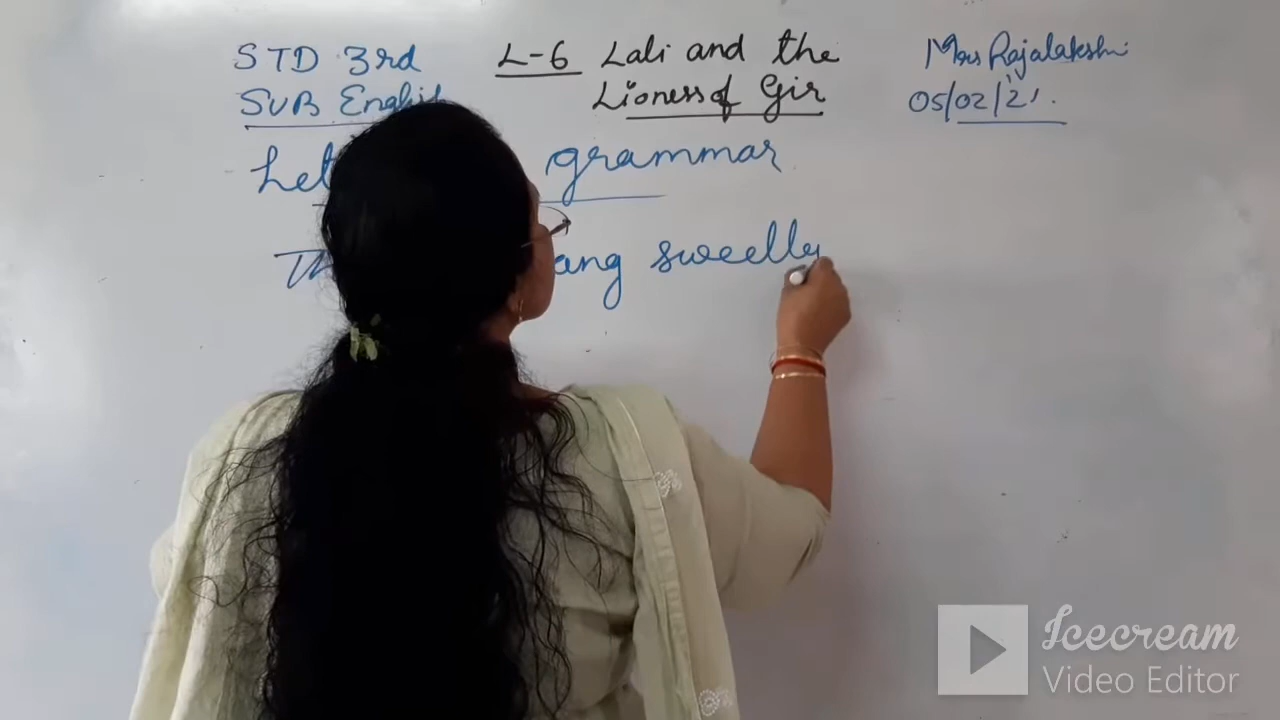 STD 3rd L-6 Lali and the Mrs Rajalakshi
SUB English Lioness of Gir 05/02/21.
Let grammar
Th ang sweetly
Icecream
Video Editor